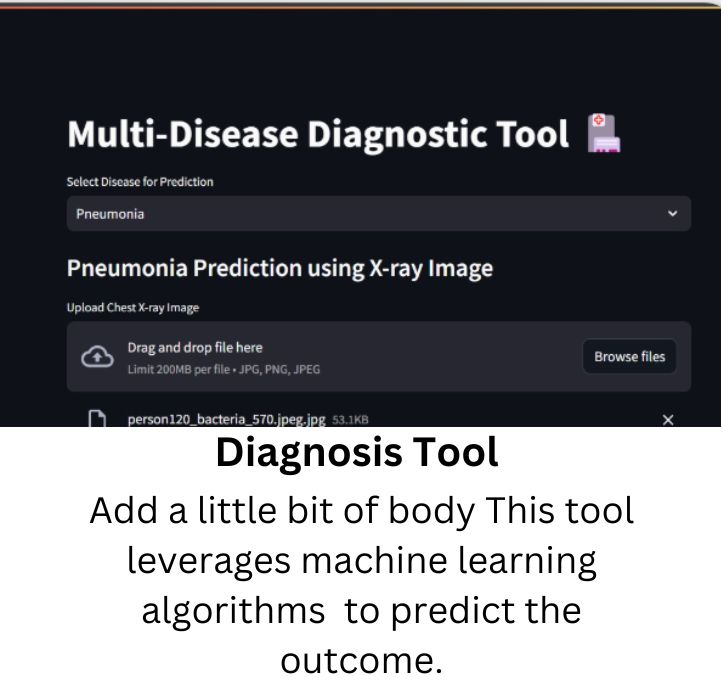 Multi-Disease Diagnostic Tool
Select Disease for Prediction
Pneumonia
Pneumonia Prediction using X-ray Image
Upload Chest X-ray Image
Drag and drop file here
Limit 200MB per file • JPG, PNG, JPEG
Browse files
person120_bacteria_570.jpeg.jpg 53.1KB
Diagnosis Tool
Add a little bit of body This tool
leverages machine learning
algorithms  to predict the
outcome.